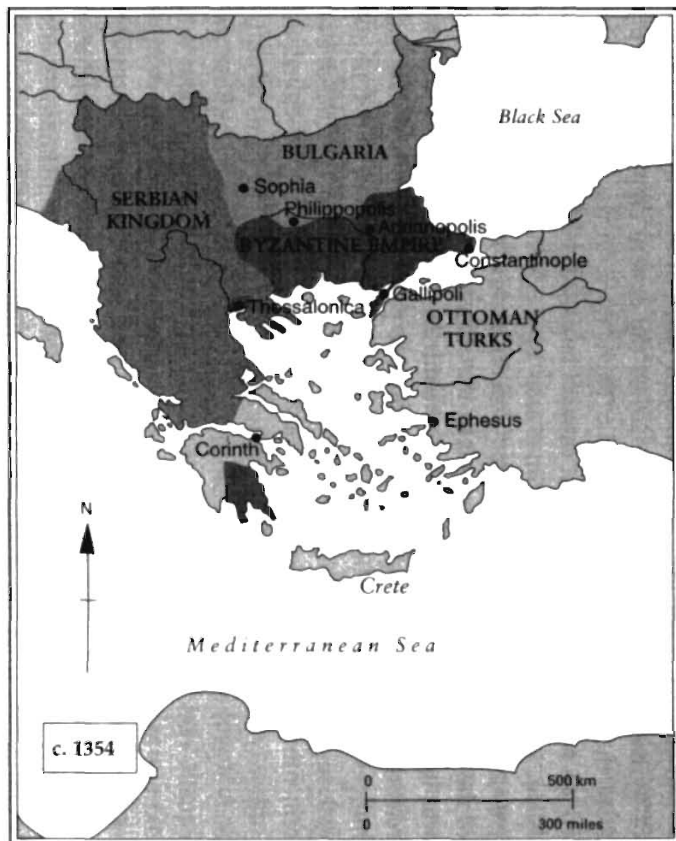 Black Sea
BULGARIA
Sophia
SERBIAN
KINGDOM
Philippopolis
Adrianopolis
BYZANTINE EMPIRE
Constantinople
Gallipoli
Thessalonica
OTTOMAN
TURKS
Ephesus
Corinth
N
Crete
Mediterranean Sea
c. 1354
0 500 km
0 300 miles